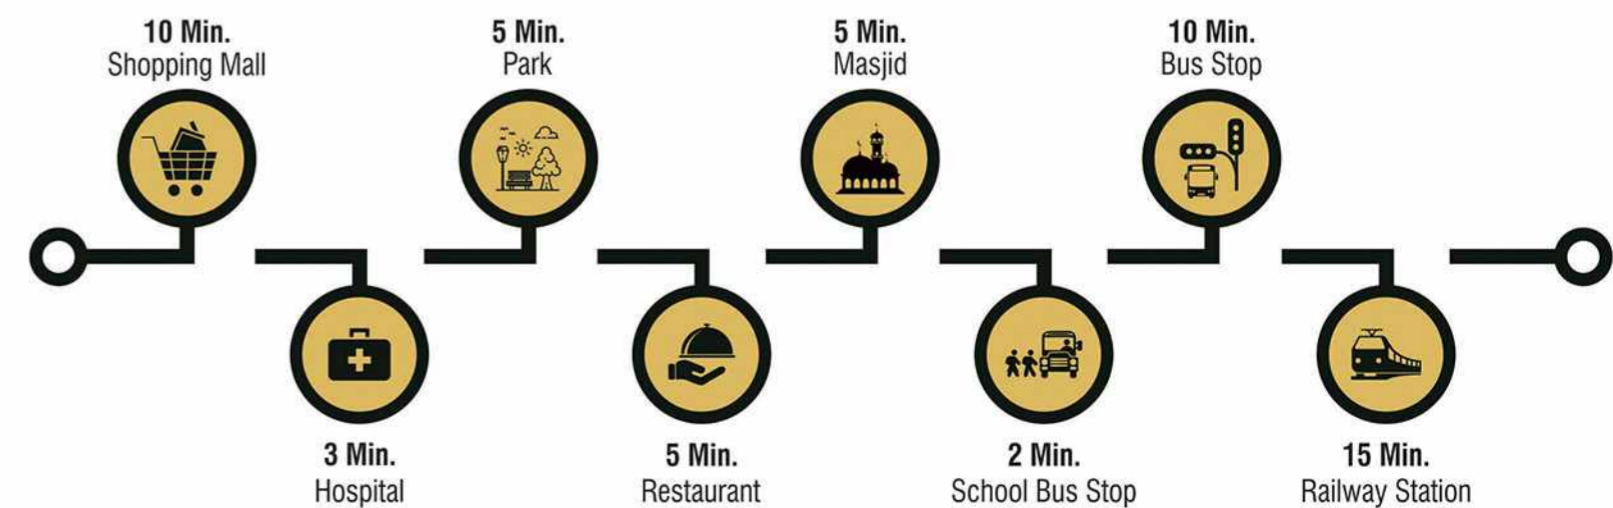 10 Min.
Shopping Mall
5 Min.
Park
5 Min.
Masjid
10 Min.
Bus Stop
3 Min.
Hospital
5 Min.
Restaurant
2 Min.
School Bus Stop
15 Min.
Railway Station